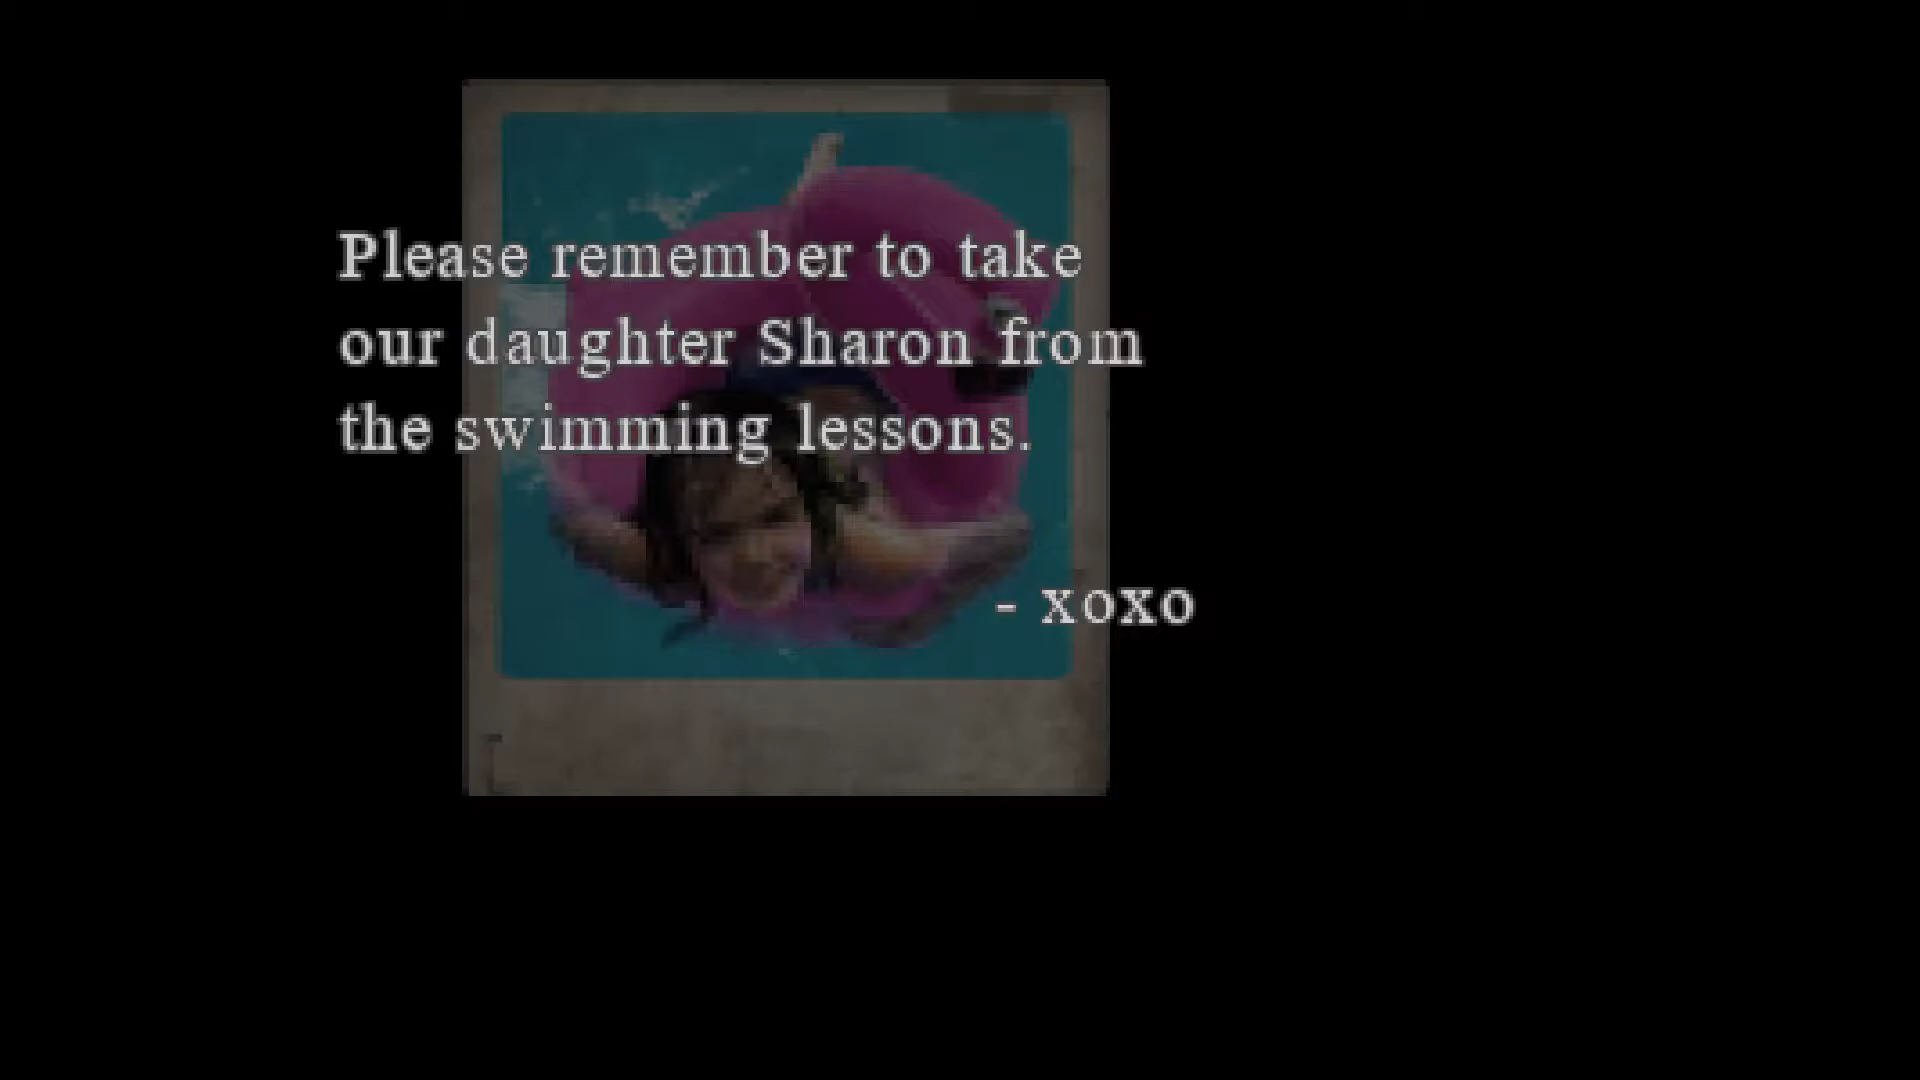 Please remember to take
our daughter Sharon from
the swimming lessons.
- xoxo